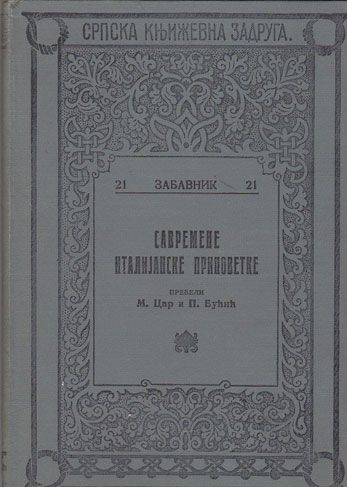 СРПСКА КЊИЖЕВНА ЗАДРУГА.
21 ЗАБАВНИК 21
САВРЕМЕНЕ
ИТАЛИЈАНСКЕ ПРИПОВЕТКЕ
ПРЕВЕЛИ
М. Цар и П. Бућић